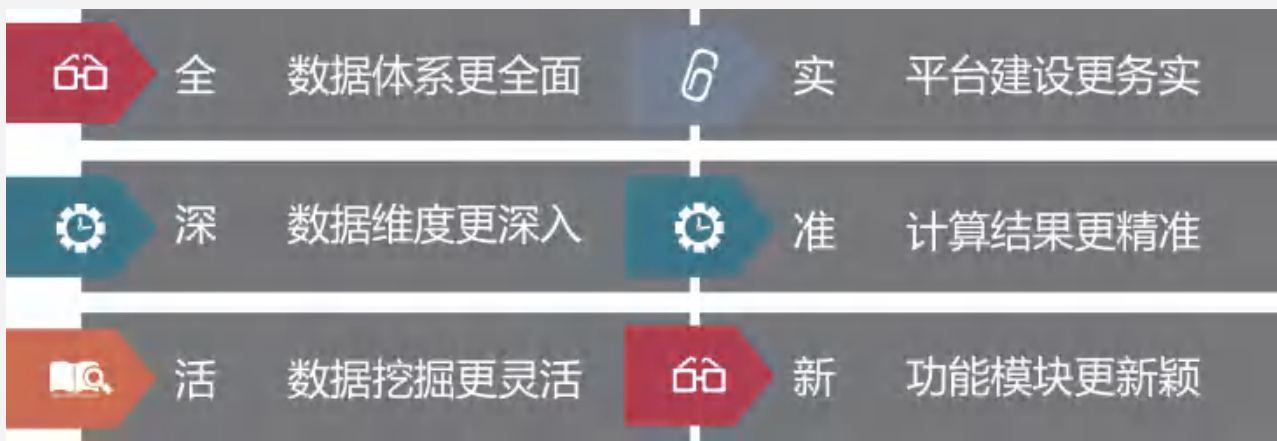 全 数据体系更全面
实 平台建设更务实
深 数据维度更深入
准 计算结果更精准
活 数据挖掘更灵活
新 功能模块更新颖